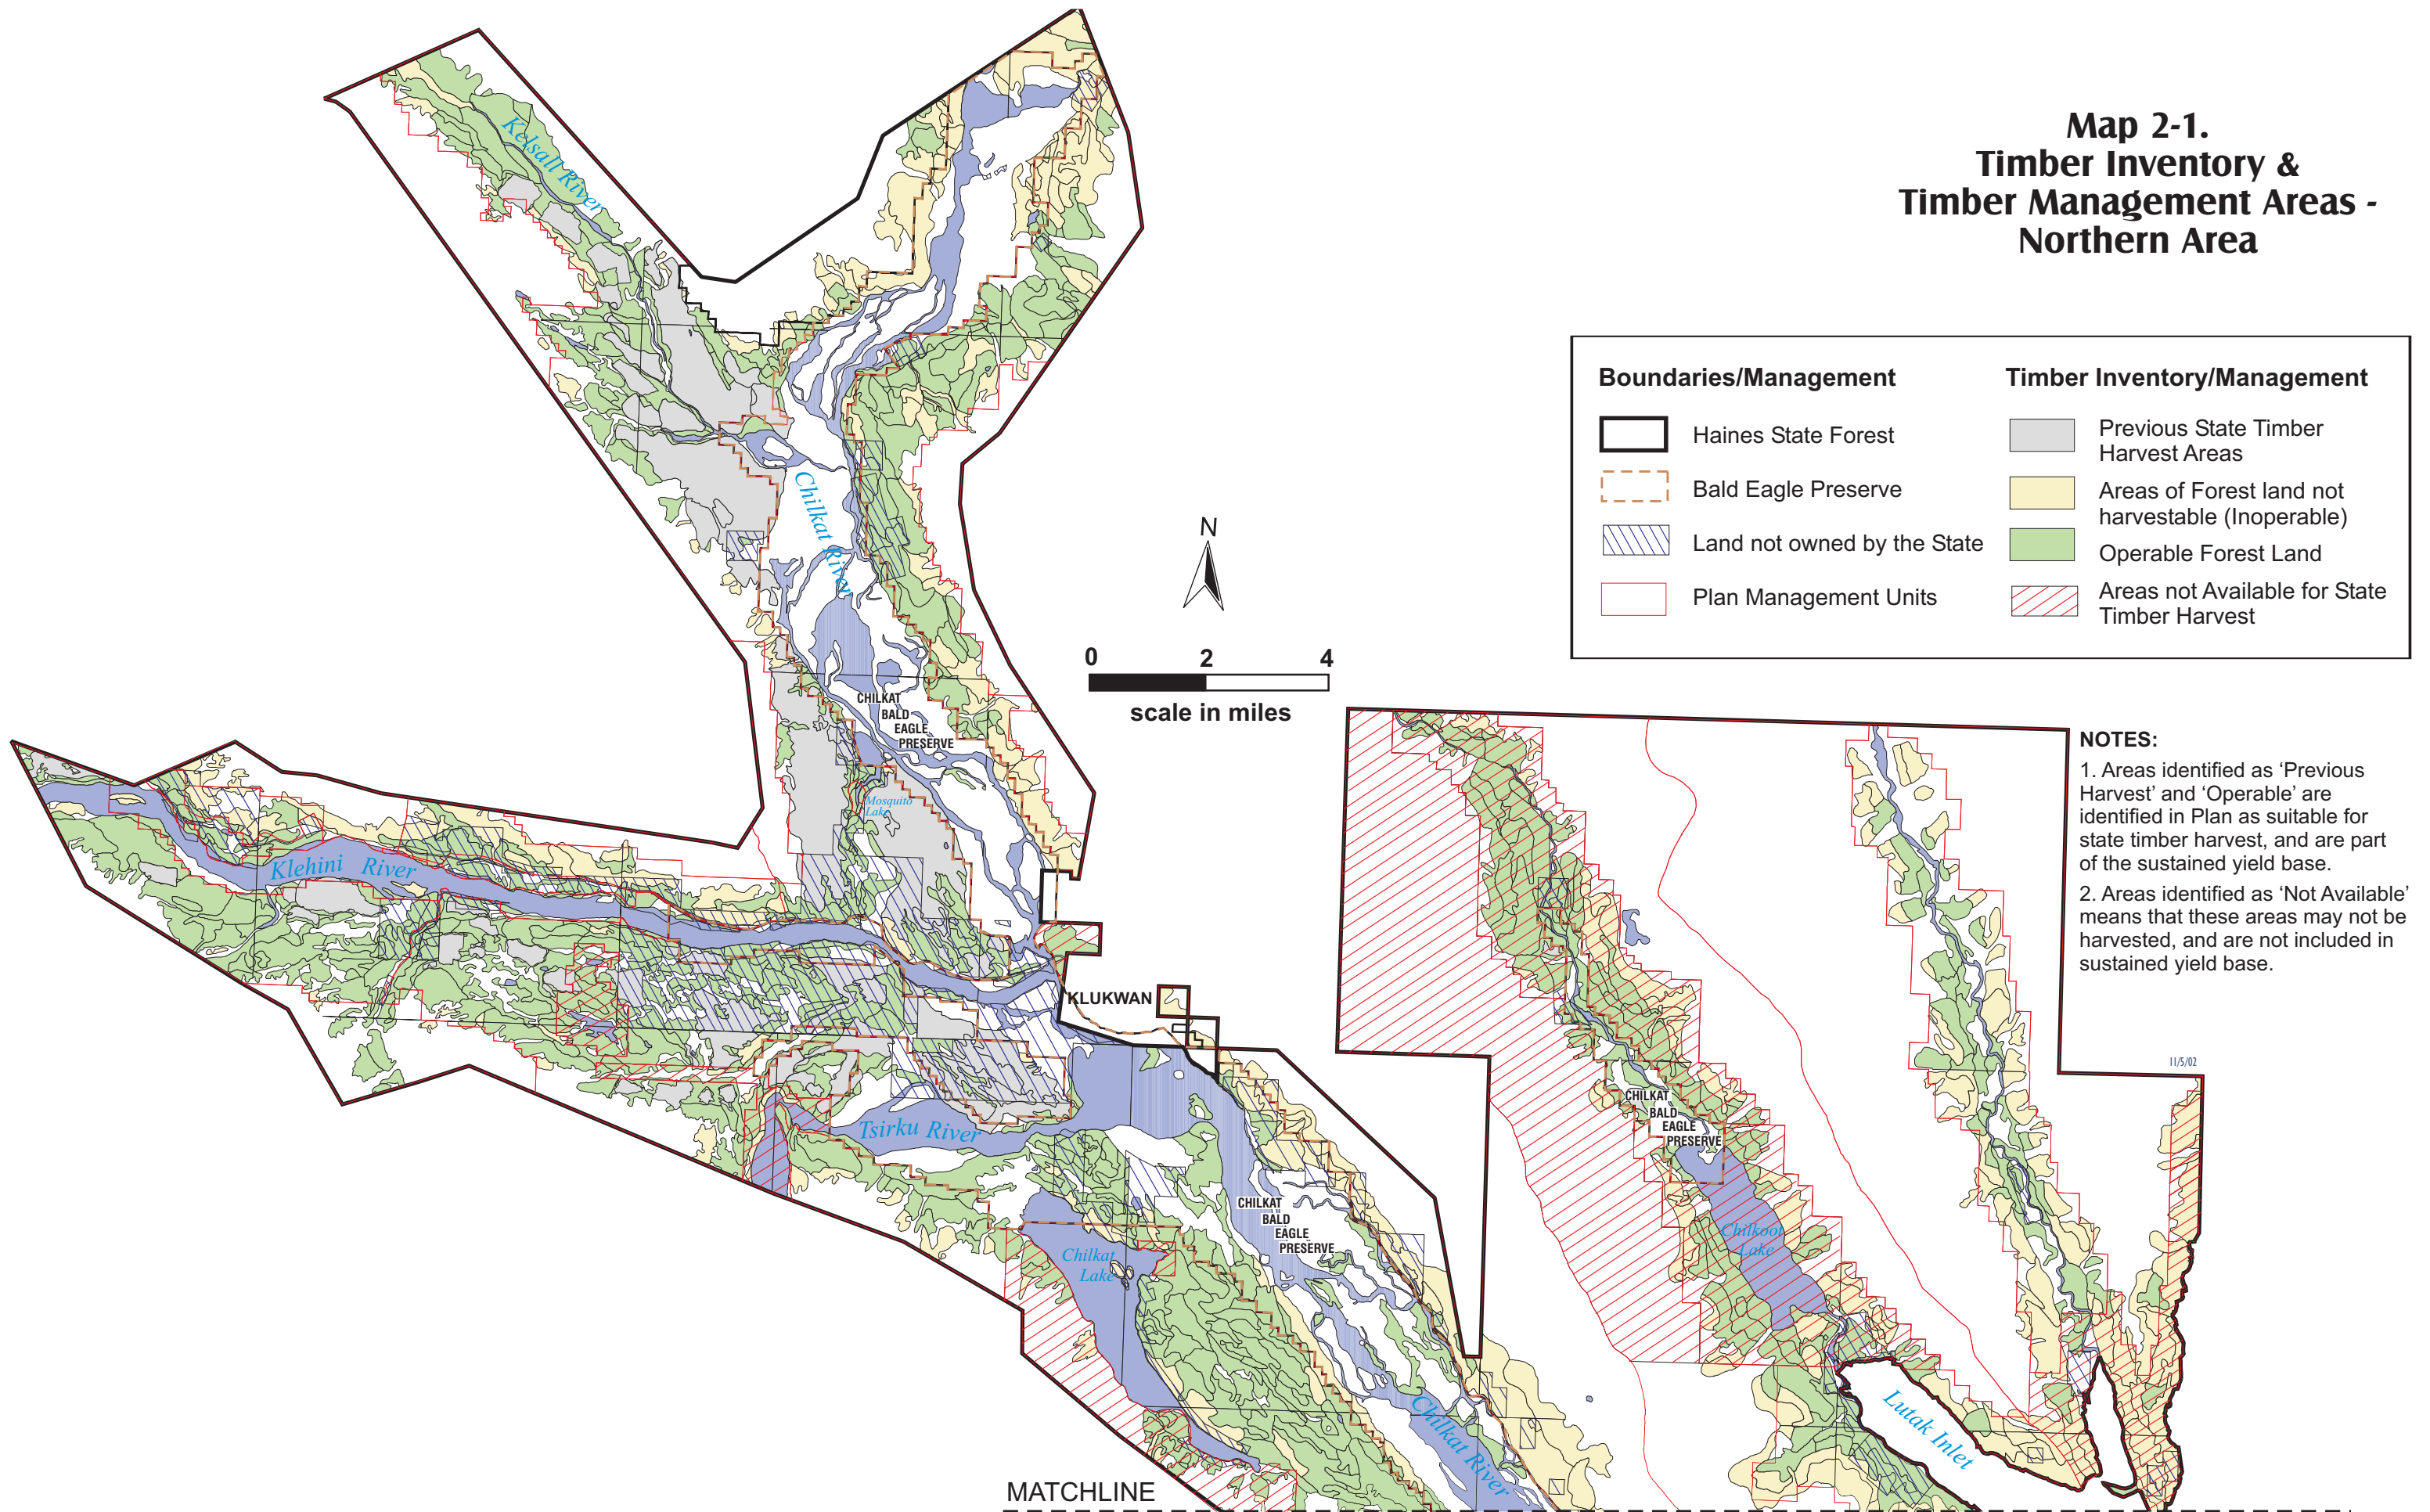 Map 2-1.
Timber Inventory &
Timber Management Areas -
Northern Area
Boundaries/Management
Haines State Forest
Bald Eagle Preserve
Land not owned by the State
Plan Management Units
Timber Inventory/Management
Previous State Timber
Harvest Areas
Areas of Forest land not
harvestable (Inoperable)
Operable Forest Land
Areas not Available for State
Timber Harvest
NOTES:
1. Areas identified as ‘Previous
Harvest’ and ‘Operable’ are
identified in Plan as suitable for
state timber harvest, and are part
of the sustained yield base.
2. Areas identified as ‘Not Available’
means that these areas may not be
harvested, and are not included in
sustained yield base.
11/5/02
N
0 2 4
scale in miles
Kelsall River
Chilkat River
CHILKAT
BALD
EAGLE
PRESERVE
Mosquito
Lake
Klehini River
KLUKWAN
Tsirku River
CHILKAT
BALD
EAGLE
PRESERVE
Chilkat
Lake
CHILKAT
BALD
EAGLE
PRESERVE
Chilkoot
Lake
Chilkat River
Lutak Inlet
MATCHLINE